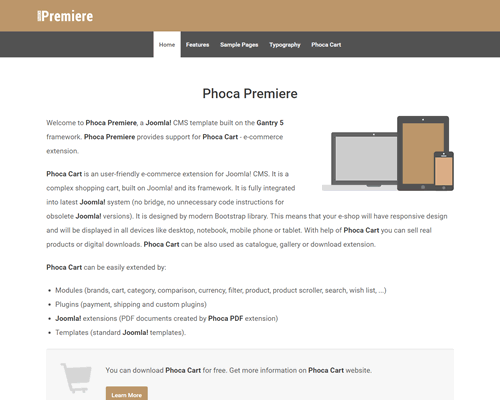 Premiere
Home Features Sample Pages Typography Phoca Cart
Phoca Premiere
Welcome to Phoca Premiere, a Joomla! CMS template built on the Gantry 5
framework. Phoca Premiere provides support for Phoca Cart - e-commerce
extension.
Phoca Cart is an user-friendly e-commerce extension for Joomla! CMS. It is a
complex shopping cart, built on Joomla! and its framework. It is fully integrated
into latest Joomla! system (no bridge, no unnecessary code instructions for
obsolete Joomla! versions). It is designed by modern Bootstrap library. This means that your e-shop will have responsive design
and will be displayed in all devices like desktop, notebook, mobile phone or tablet. With help of Phoca Cart you can sell real
products or digital downloads. Phoca Cart can be also used as catalogue, gallery or download extension.
Phoca Cart can be easily extended by:
• Modules (brands, cart, category, comparison, currency, filter, product, product scroller, search, wish list, ...)
• Plugins (payment, shipping and custom plugins)
• Joomla! extensions (PDF documents created by Phoca PDF extension)
• Templates (standard Joomla! templates).
You can download Phoca Cart for free. Get more information on Phoca Cart website.
Learn More